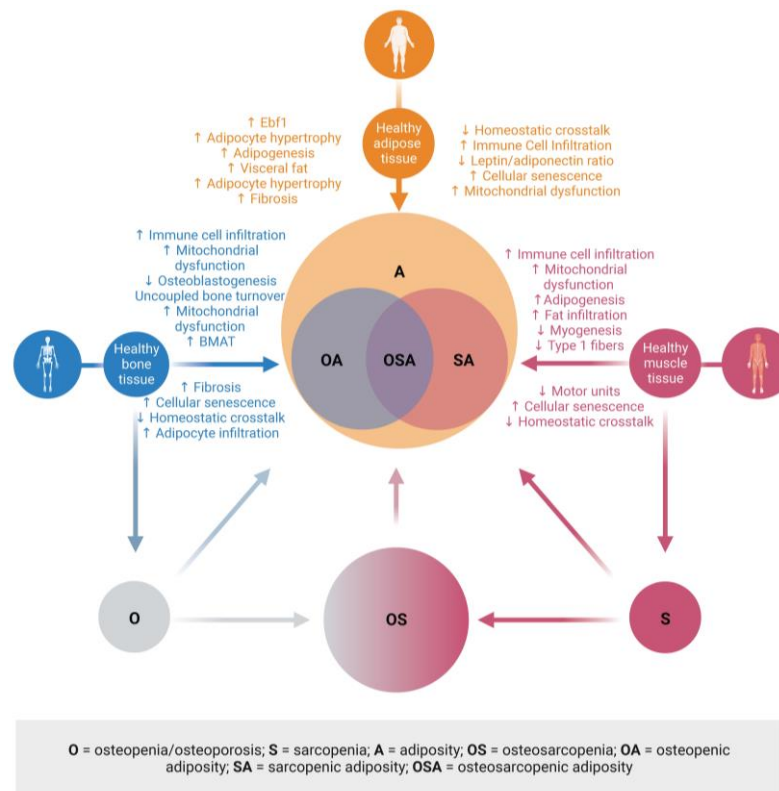 ↑ Ebf1
↑ Adipocyte hypertrophy
↑ Adipogenesis
↑ Visceral fat
↑ Adipocyte hypertrophy
↑ Fibrosis
Healthy
adipose
tissue
↓ Homeostatic crosstalk
↑ Immune Cell Infiltration
↓ Leptin/adiponectin ratio
↑ Cellular senescence
↑ Mitochondrial dysfunction
↑ Immune cell infiltration
↑ Mitochondrial
dysfunction
↓ Osteoblastogenesis
Uncoupled bone turnover
↑ Mitochondrial
dysfunction
↑ BMAT
A
OA
OSA
SA
↑ Immune cell infiltration
↑ Mitochondrial
dysfunction
↑Adipogenesis
↑ Fat infiltration
↓ Myogenesis
↓ Type 1 fibers
Healthy
bone
tissue
Healthy
muscle
tissue
↑ Fibrosis
↑ Cellular senescence
↓ Homeostatic crosstalk
↑ Adipocyte infiltration
↓ Motor units
↑ Cellular senescence
↓ Homeostatic crosstalk
O
OS
S
O = osteopenia/osteoporosis; S = sarcopenia; A = adiposity; OS = osteosarcopenia; OA = osteopenic
adiposity; SA = sarcopenic adiposity; OSA = osteosarcopenic adiposity